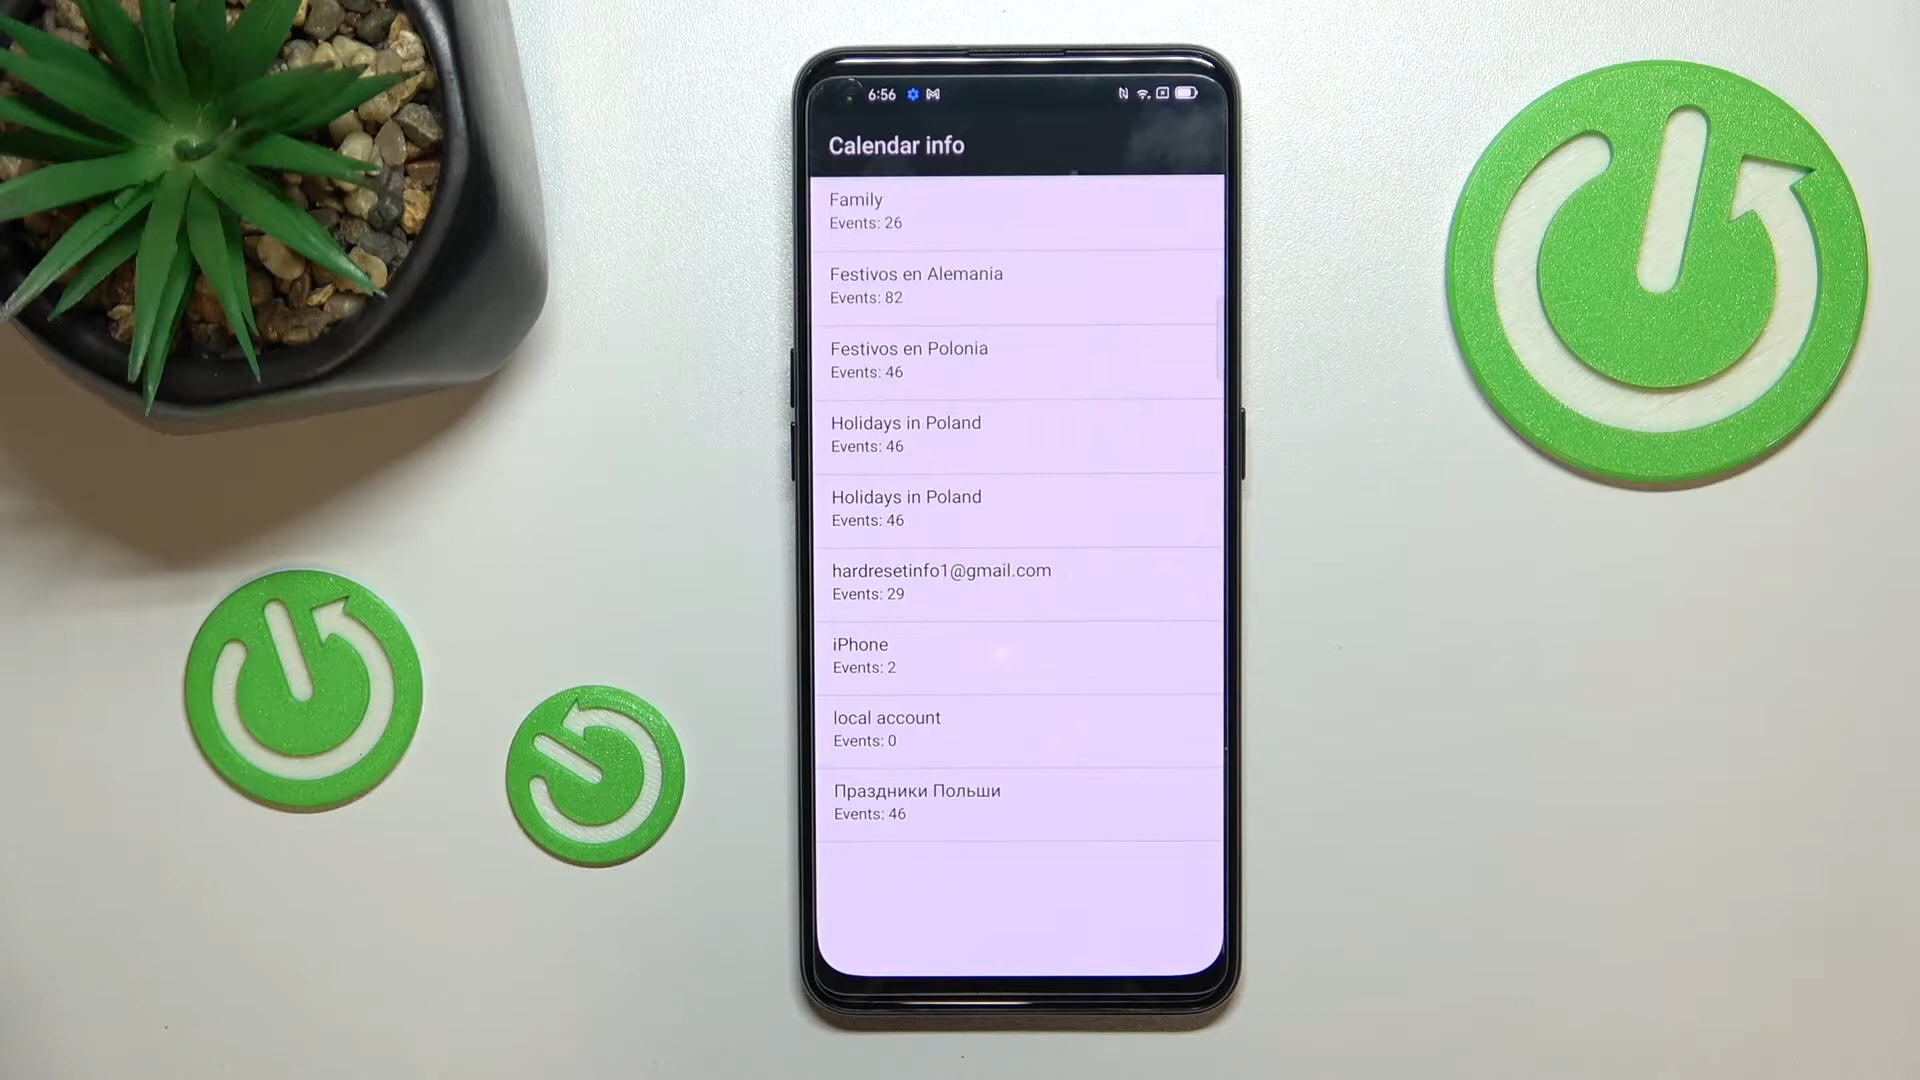 6:56
Calendar info
Family
Events: 26
Festivos en Alemania
Events: 82
Festivos en Polonia
Events: 46
Holidays in Poland
Events: 46
Holidays in Poland
Events: 46
hardresetinfo1@gmail.com
Events: 29
iPhone
Events: 2
local account
Events: 0
Праздники Польши
Events: 46